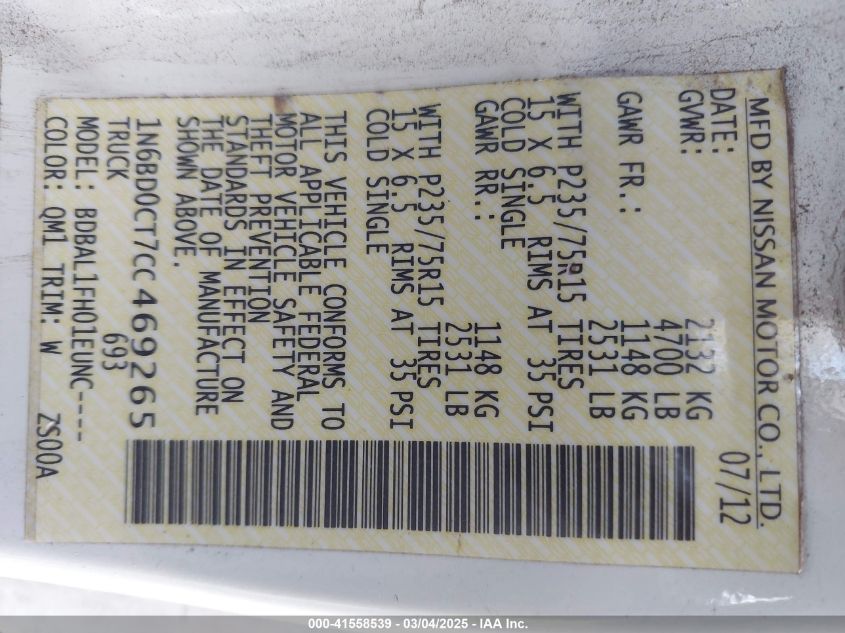 MFD BY NISSAN MOTOR CO., LTD.
DATE: 07/12
GVWR: 2132 KG
4700 LB
GAWR FR.: 1148 KG
2531 LB
WITH P235/75R15 TIRES
15 X 6.5 RIMS AT 35 PSI
COLD SINGLE
GAWR RR.: 1148 KG
2531 LB
WITH P235/75R15 TIRES
15 X 6.5 RIMS AT 35 PSI
COLD SINGLE
THIS VEHICLE CONFORMS TO
ALL APPLICABLE FEDERAL
MOTOR VEHICLE SAFETY AND
THEFT PREVENTION
STANDARDS IN EFFECT ON
THE DATE OF MANUFACTURE
SHOWN ABOVE.
1N6BD0CT7CC469265
TRUCK 693
MODEL: BDBAL1FH01EUNC----
COLOR: QM1 TRIM: W ZS00A
000-41558539 — 03/04/2025 — IAA Inc.